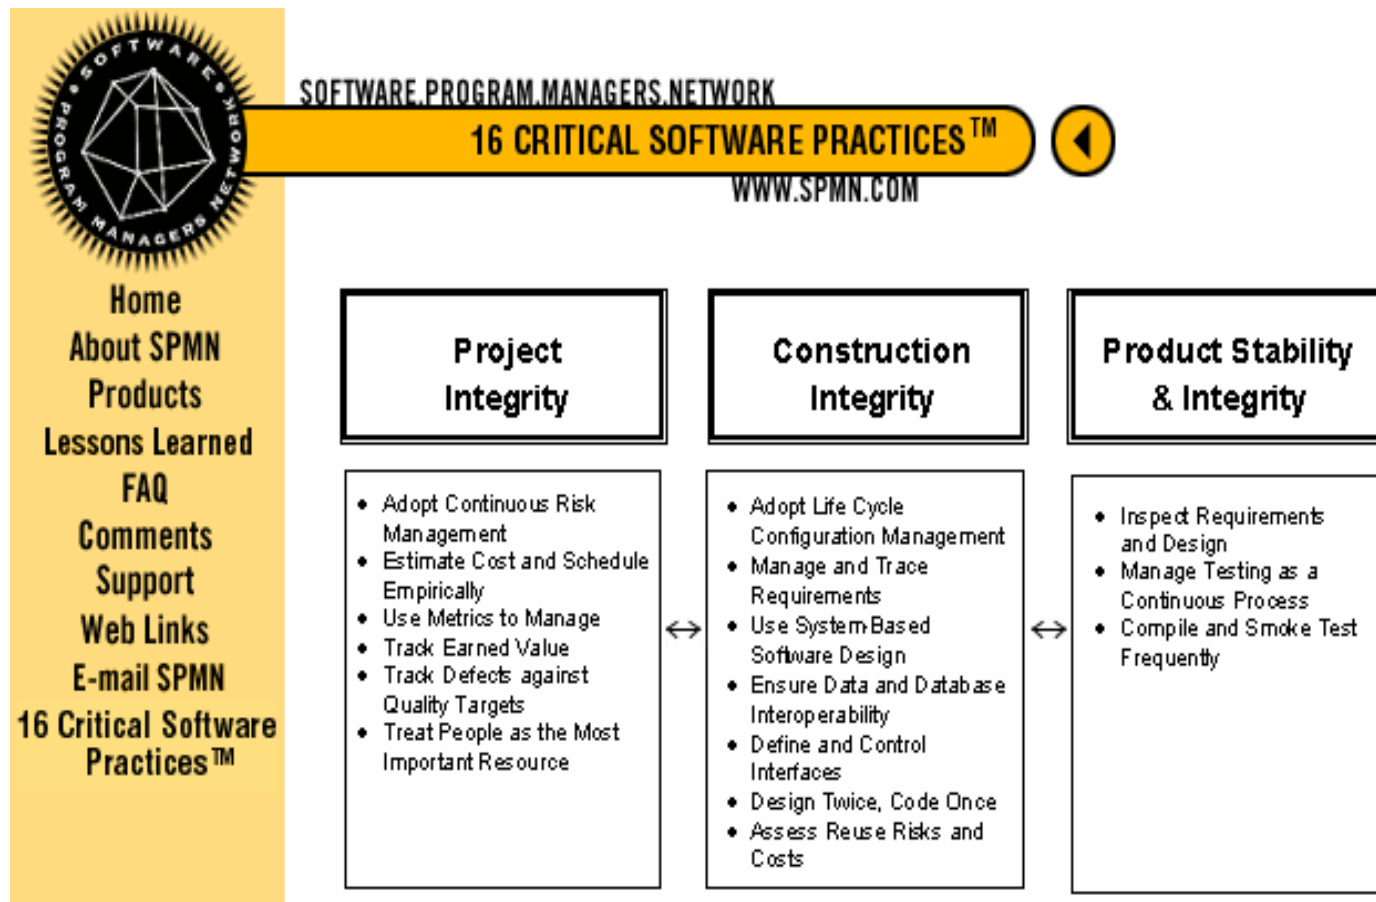 SOFTWARE • PROGRAM MANAGERS NETWORK •
SOFTWARE.PROGRAM.MANAGERS.NETWORK
16 CRITICAL SOFTWARE PRACTICES™
WWW.SPMN.COM
Home
About SPMN
Products
Lessons Learned
FAQ
Comments
Support
Web Links
E-mail SPMN
16 Critical Software
Practices™
Project
Integrity
• Adopt Continuous Risk
Management
• Estimate Cost and Schedule
Empirically
• Use Metrics to Manage
• Track Earned Value
• Track Defects against
Quality Targets
• Treat People as the Most
Important Resource
Construction
Integrity
• Adopt Life Cycle
Configuration Management
• Manage and Trace
Requirements
• Use System-Based
Software Design
• Ensure Data and Database
Interoperability
• Define and Control
Interfaces
• Design Twice, Code Once
• Assess Reuse Risks and
Costs
Product Stability
& Integrity
• Inspect Requirements
and Design
• Manage Testing as a
Continuous Process
• Compile and Smoke Test
Frequently